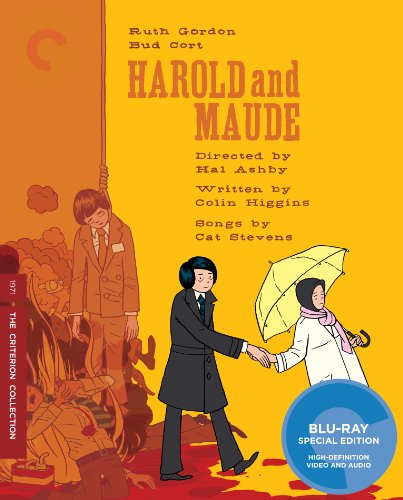 Ruth Gordon
Bud Cort
HAROLD and
MAUDE
Directed by
Hal Ashby
Written by
Colin Higgins
Songs by
Cat Stevens
1971
THE CRITERION COLLECTION
BLU-RAY
SPECIAL EDITION
HIGH-DEFINITION
VIDEO AND AUDIO